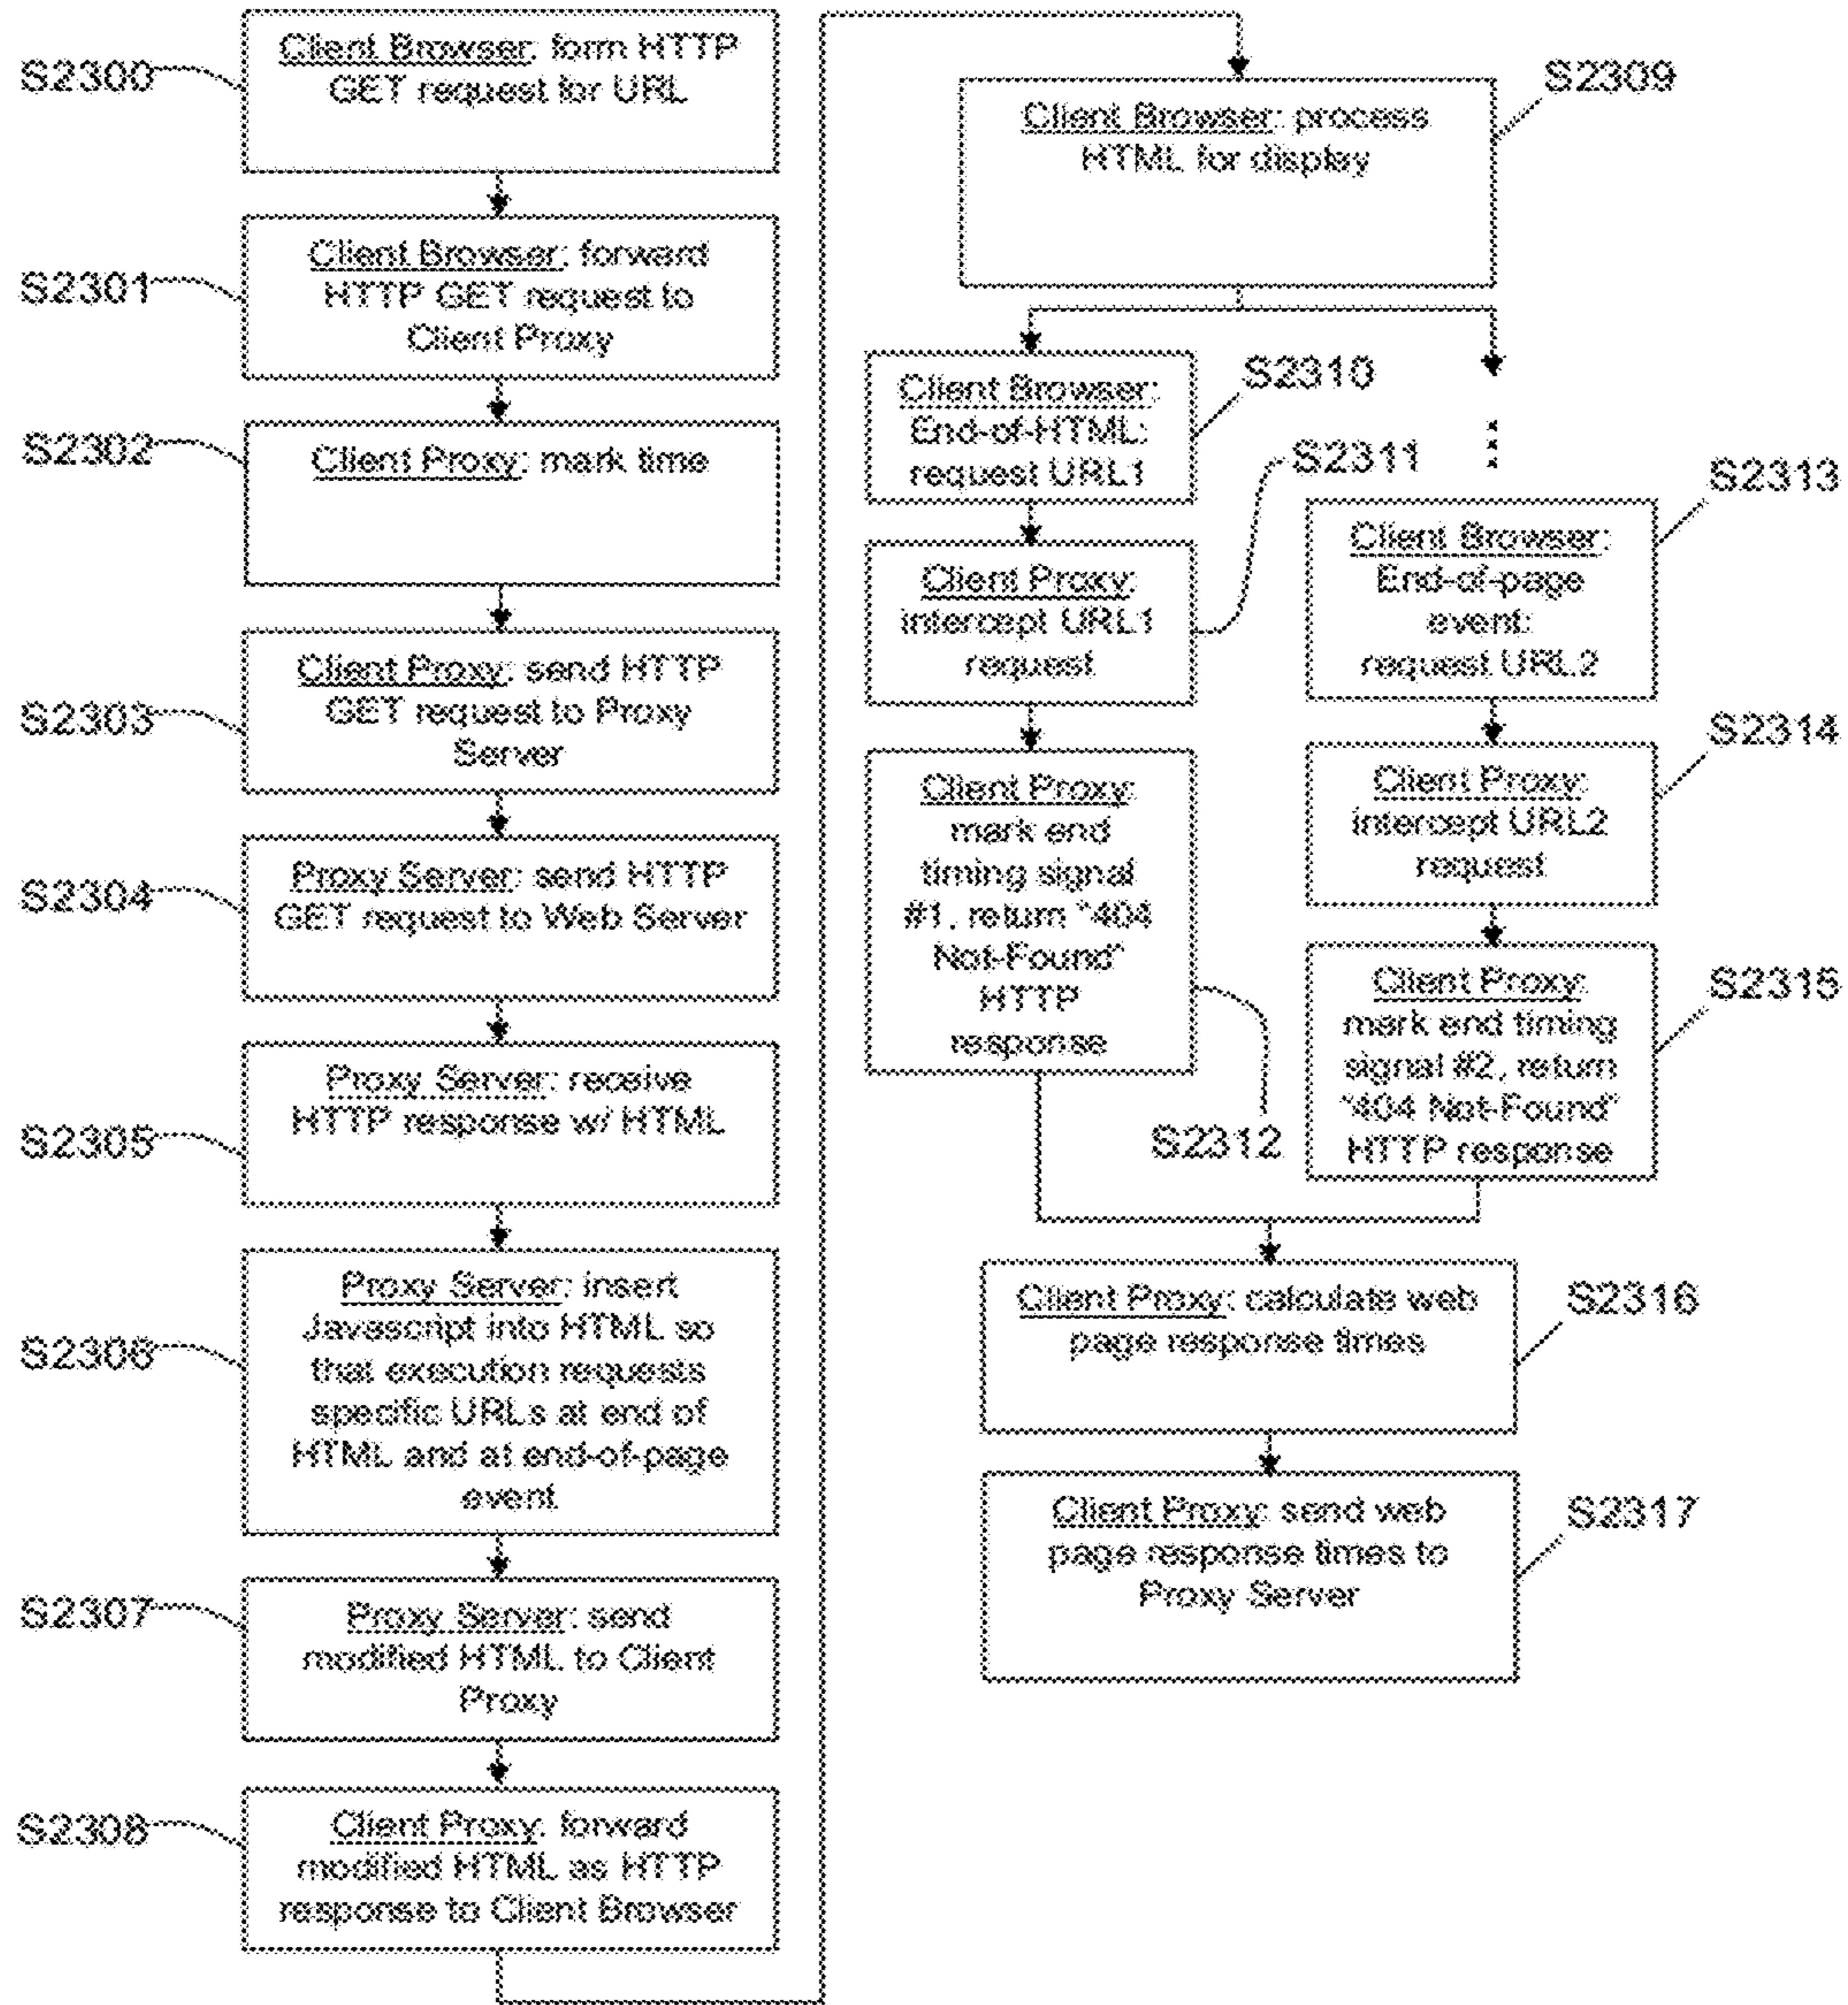 S2300
Client Browser: form HTTP
GET request for URL
S2301
Client Browser: forward
HTTP GET request to
Client Proxy
S2302
Client Proxy: mark time
S2303
Client Proxy: send HTTP
GET request to Proxy
Server
S2304
Proxy Server: send HTTP
GET request to Web Server
S2305
Proxy Server: receive
HTTP response w/ HTML
S2306
Proxy Server: insert
Javascript into HTML so
that execution requests
specific URLs at end of
HTML and at end-of-page
event
S2307
Proxy Server: send
modified HTML to Client
Proxy
S2308
Client Proxy: forward
modified HTML as HTTP
response to Client Browser
S2309
Client Browser: process
HTML for display
S2310
Client Browser:
End-of-HTML:
request URL1
S2311
Client Proxy:
intercept URL1
request
Client Proxy:
mark end
timing signal
#1, return "404
Not-Found"
HTTP
response
S2312
S2313
Client Browser:
End-of-page
event:
request URL2
S2314
Client Proxy:
intercept URL2
request
S2315
Client Proxy:
mark end timing
signal #2, return
"404 Not-Found"
HTTP response
S2316
Client Proxy: calculate web
page response times
S2317
Client Proxy: send web
page response times to
Proxy Server